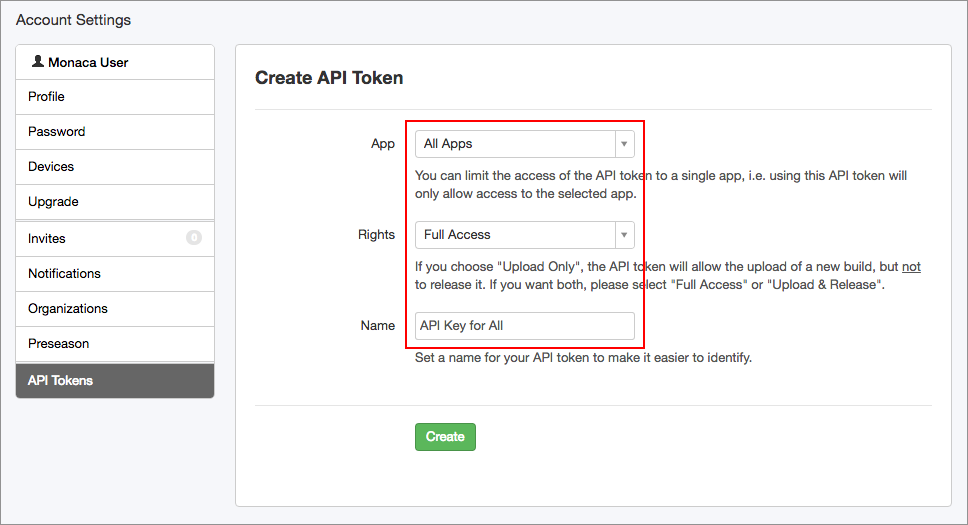 Account Settings
Monaca User
Profile
Password
Devices
Upgrade
Invites 0
Notifications
Organizations
Preseason
API Tokens
Create API Token
App All Apps
You can limit the access of the API token to a single app, i.e. using this API token will
only allow access to the selected app.
Rights Full Access
If you choose "Upload Only", the API token will allow the upload of a new build, but not
to release it. If you want both, please select "Full Access" or "Upload & Release".
Name API Key for All
Set a name for your API token to make it easier to identify.
Create